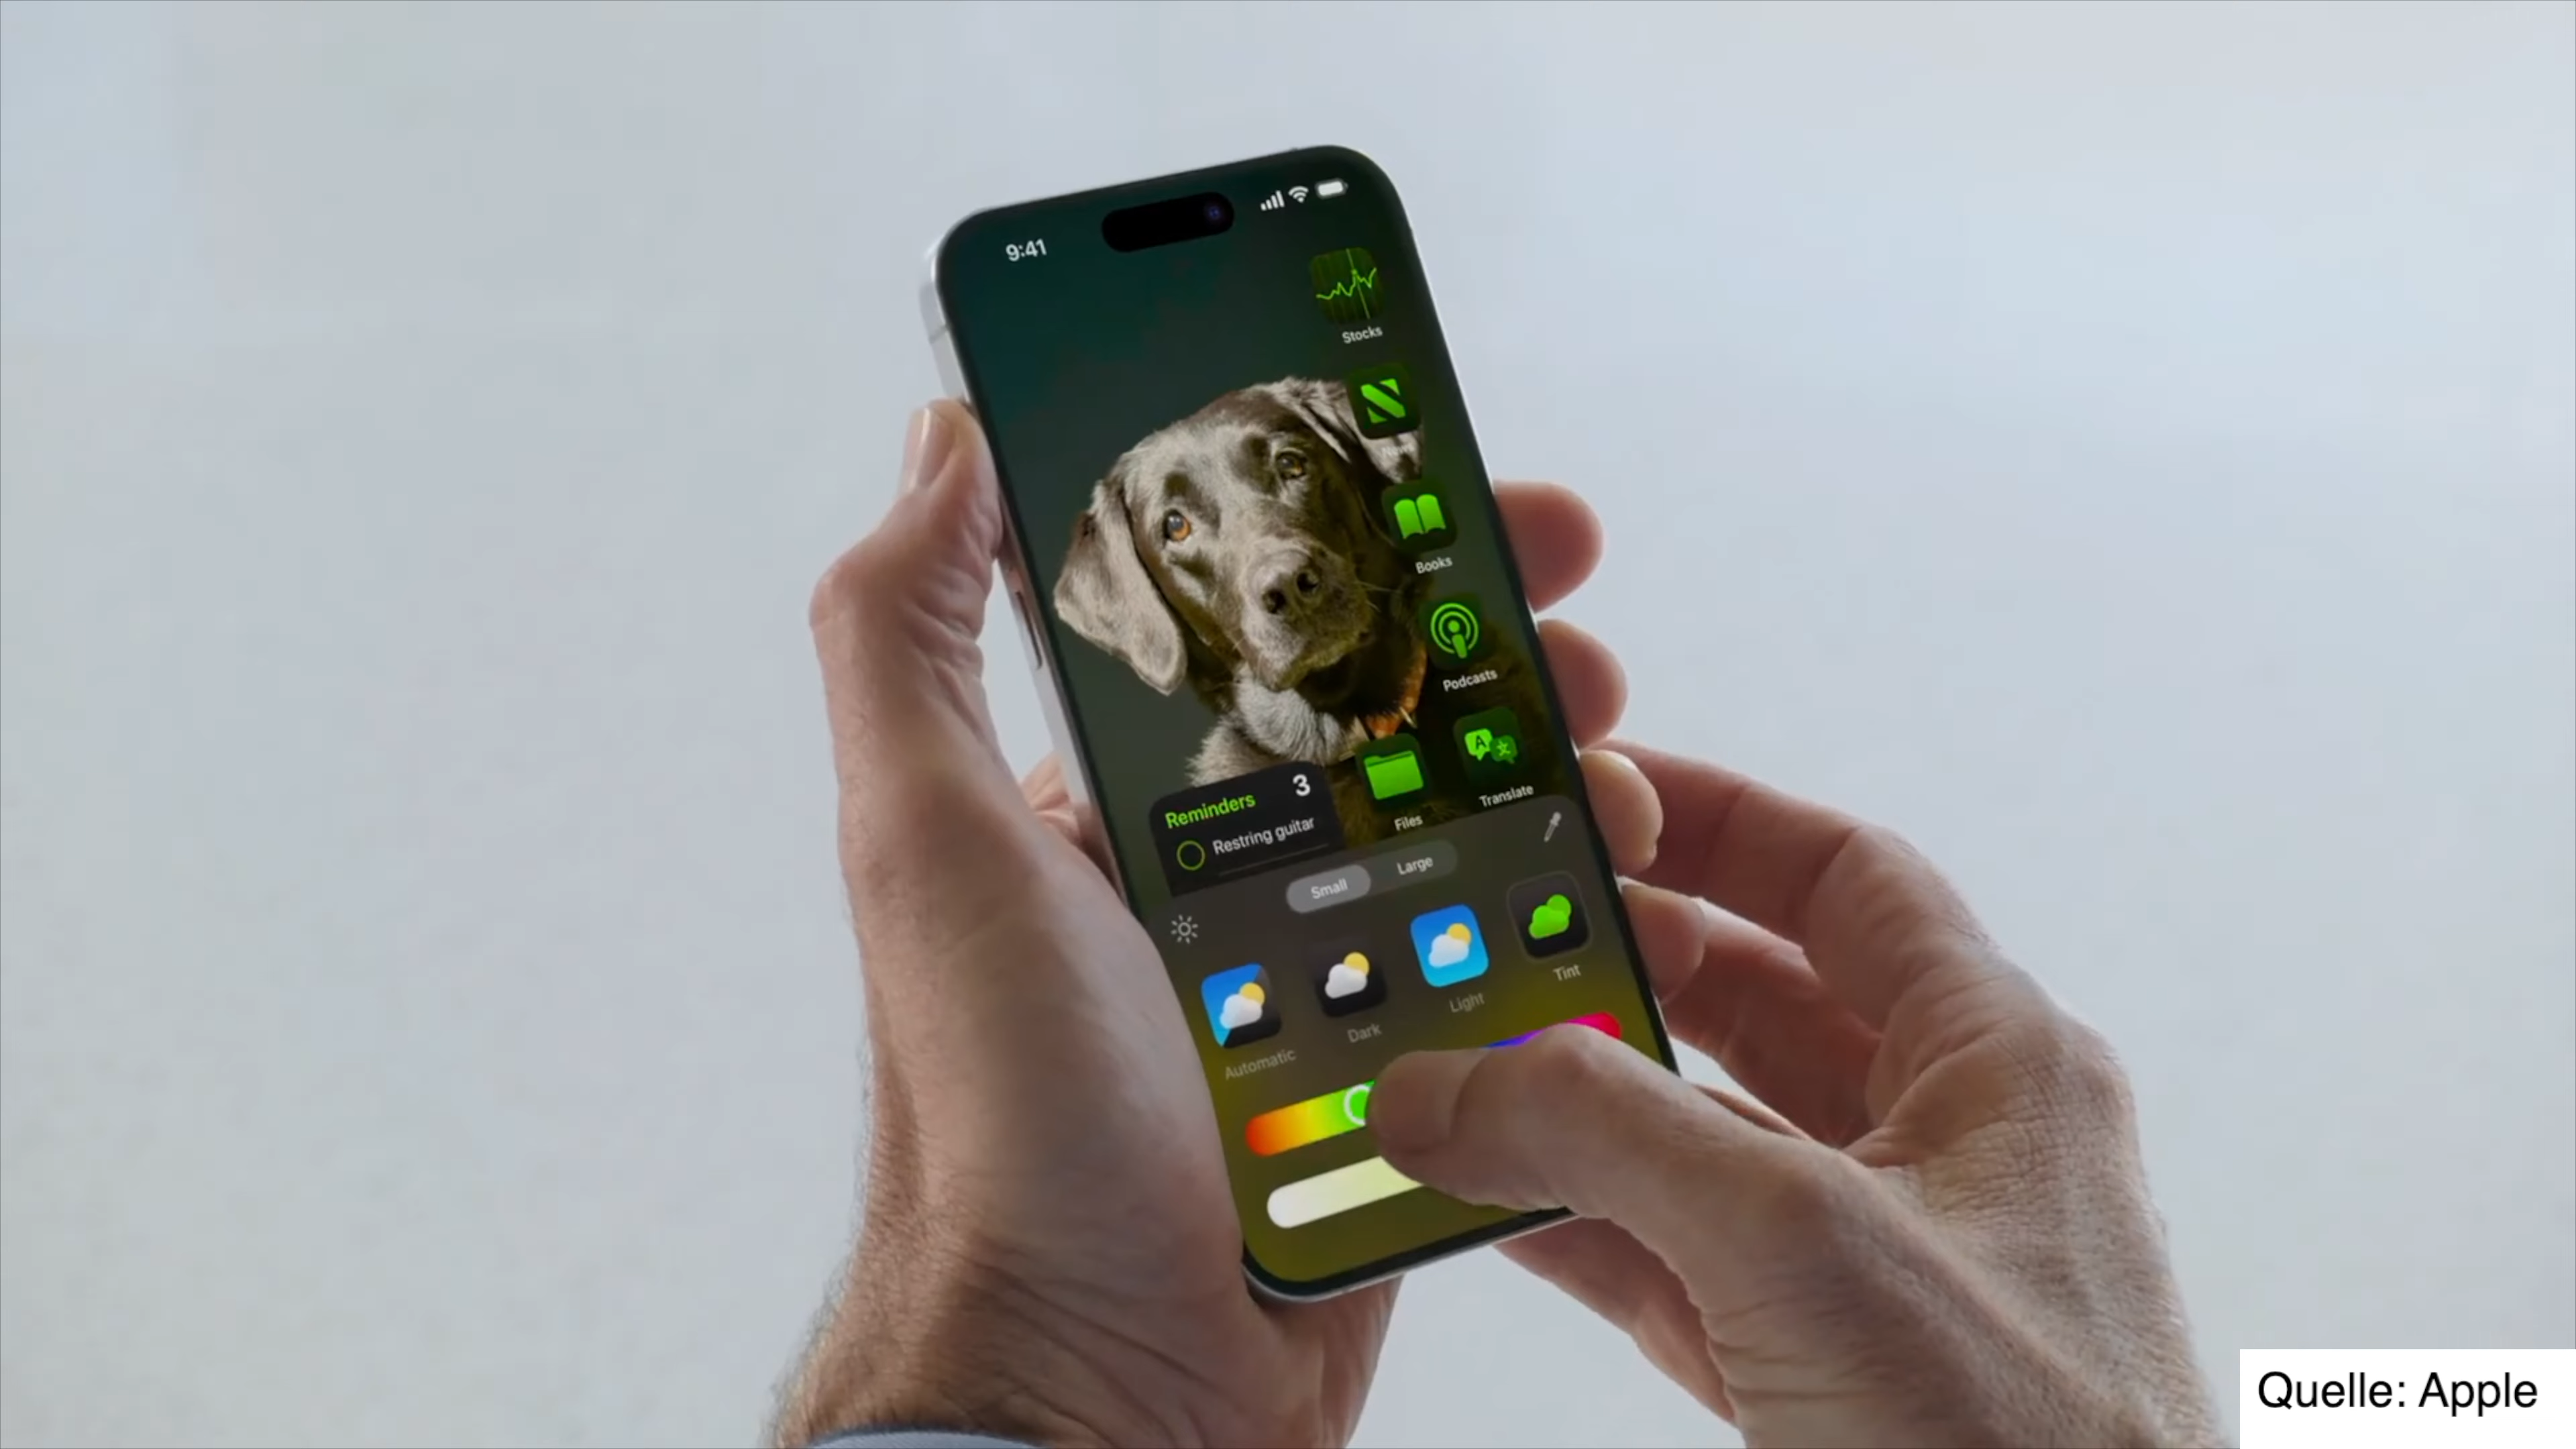 9:41
Stocks
Books
Podcasts
A 文
Translate
Files
Reminders 3
Restring guitar
Small Large
Automatic Dark Light Tint
Quelle: Apple